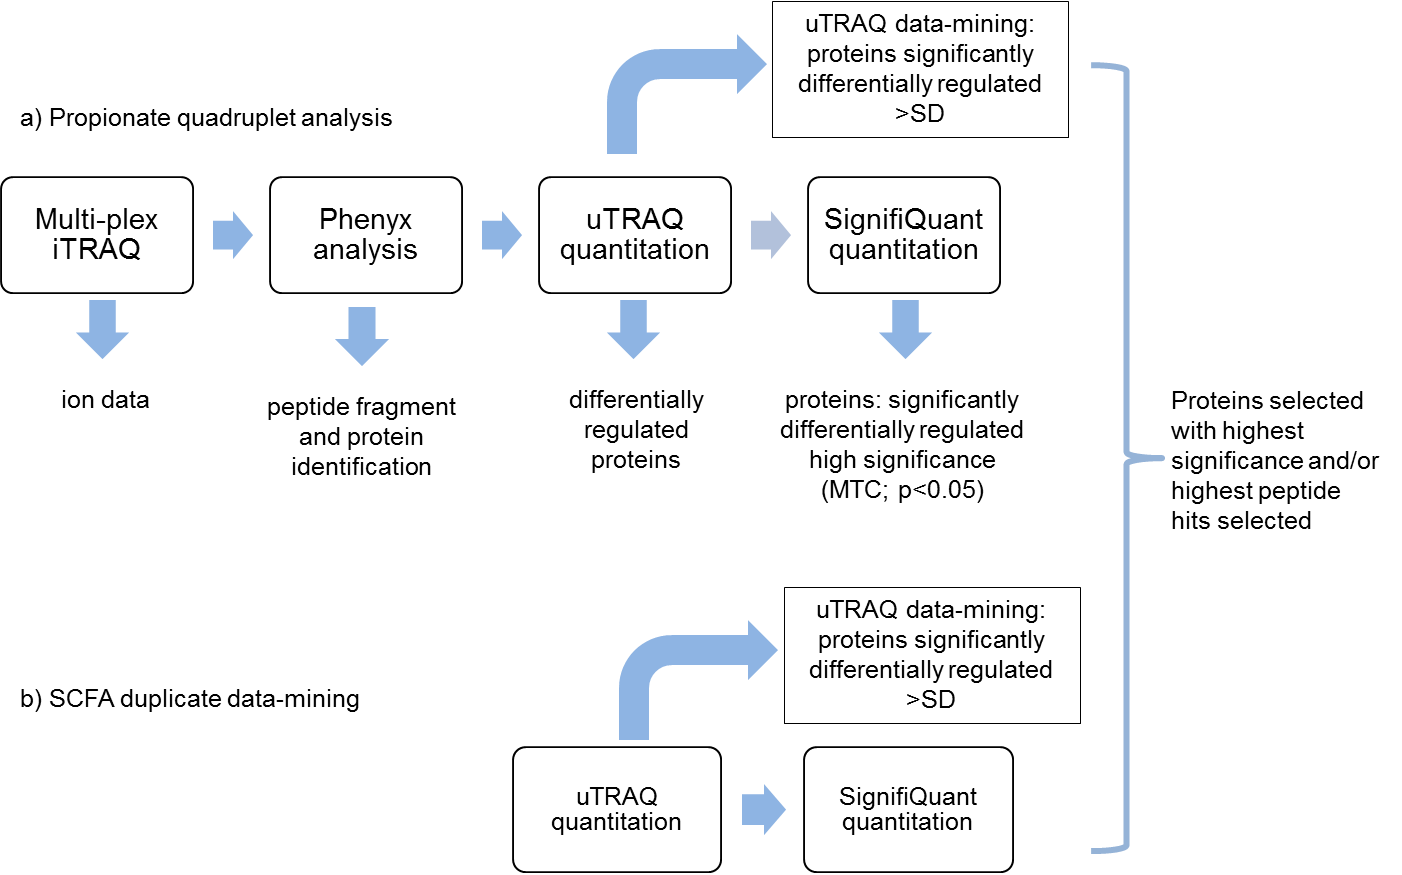 uTRAQ data-mining:
proteins significantly
differentially regulated
>SD
a) Propionate quadruplet analysis
Multi-plex
iTRAQ
Phenyx
analysis
uTRAQ
quantitation
SignifiQuant
quantitation
ion data
peptide fragment
and protein
identification
differentially
regulated
proteins
proteins: significantly
differentially regulated
high significance
(MTC; p<0.05)
Proteins selected
with highest
significance and/or
highest peptide
hits selected
uTRAQ data-mining:
proteins significantly
differentially regulated
>SD
b) SCFA duplicate data-mining
uTRAQ
quantitation
SignifiQuant
quantitation